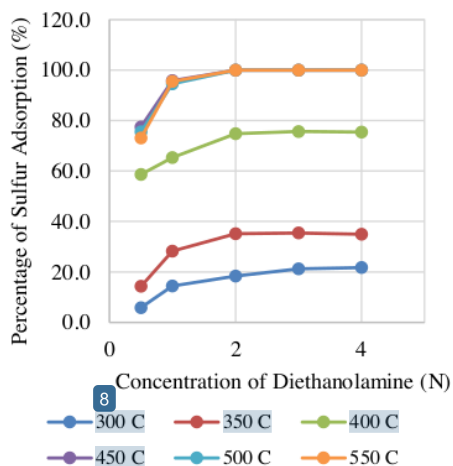 Percentage of Sulfur Adsorption (%)
120.0
100.0
80.0
60.0
40.0
20.0
0.0
0 2 4
Concentration of Diethanolamine (N)
8
300 C 350 C 400 C
450 C 500 C 550 C